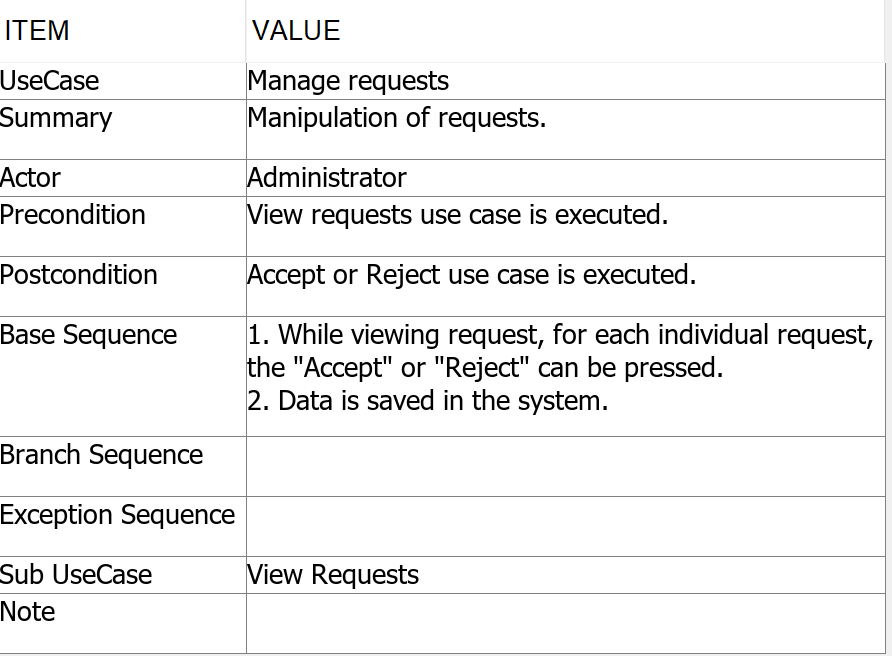 ITEM VALUE
UseCase Manage requests
Summary Manipulation of requests.
Actor Administrator
Precondition View requests use case is executed.
Postcondition Accept or Reject use case is executed.
Base Sequence 1. While viewing request, for each individual request,
the "Accept" or "Reject" can be pressed.
2. Data is saved in the system.
Branch Sequence
Exception Sequence
Sub UseCase View Requests
Note